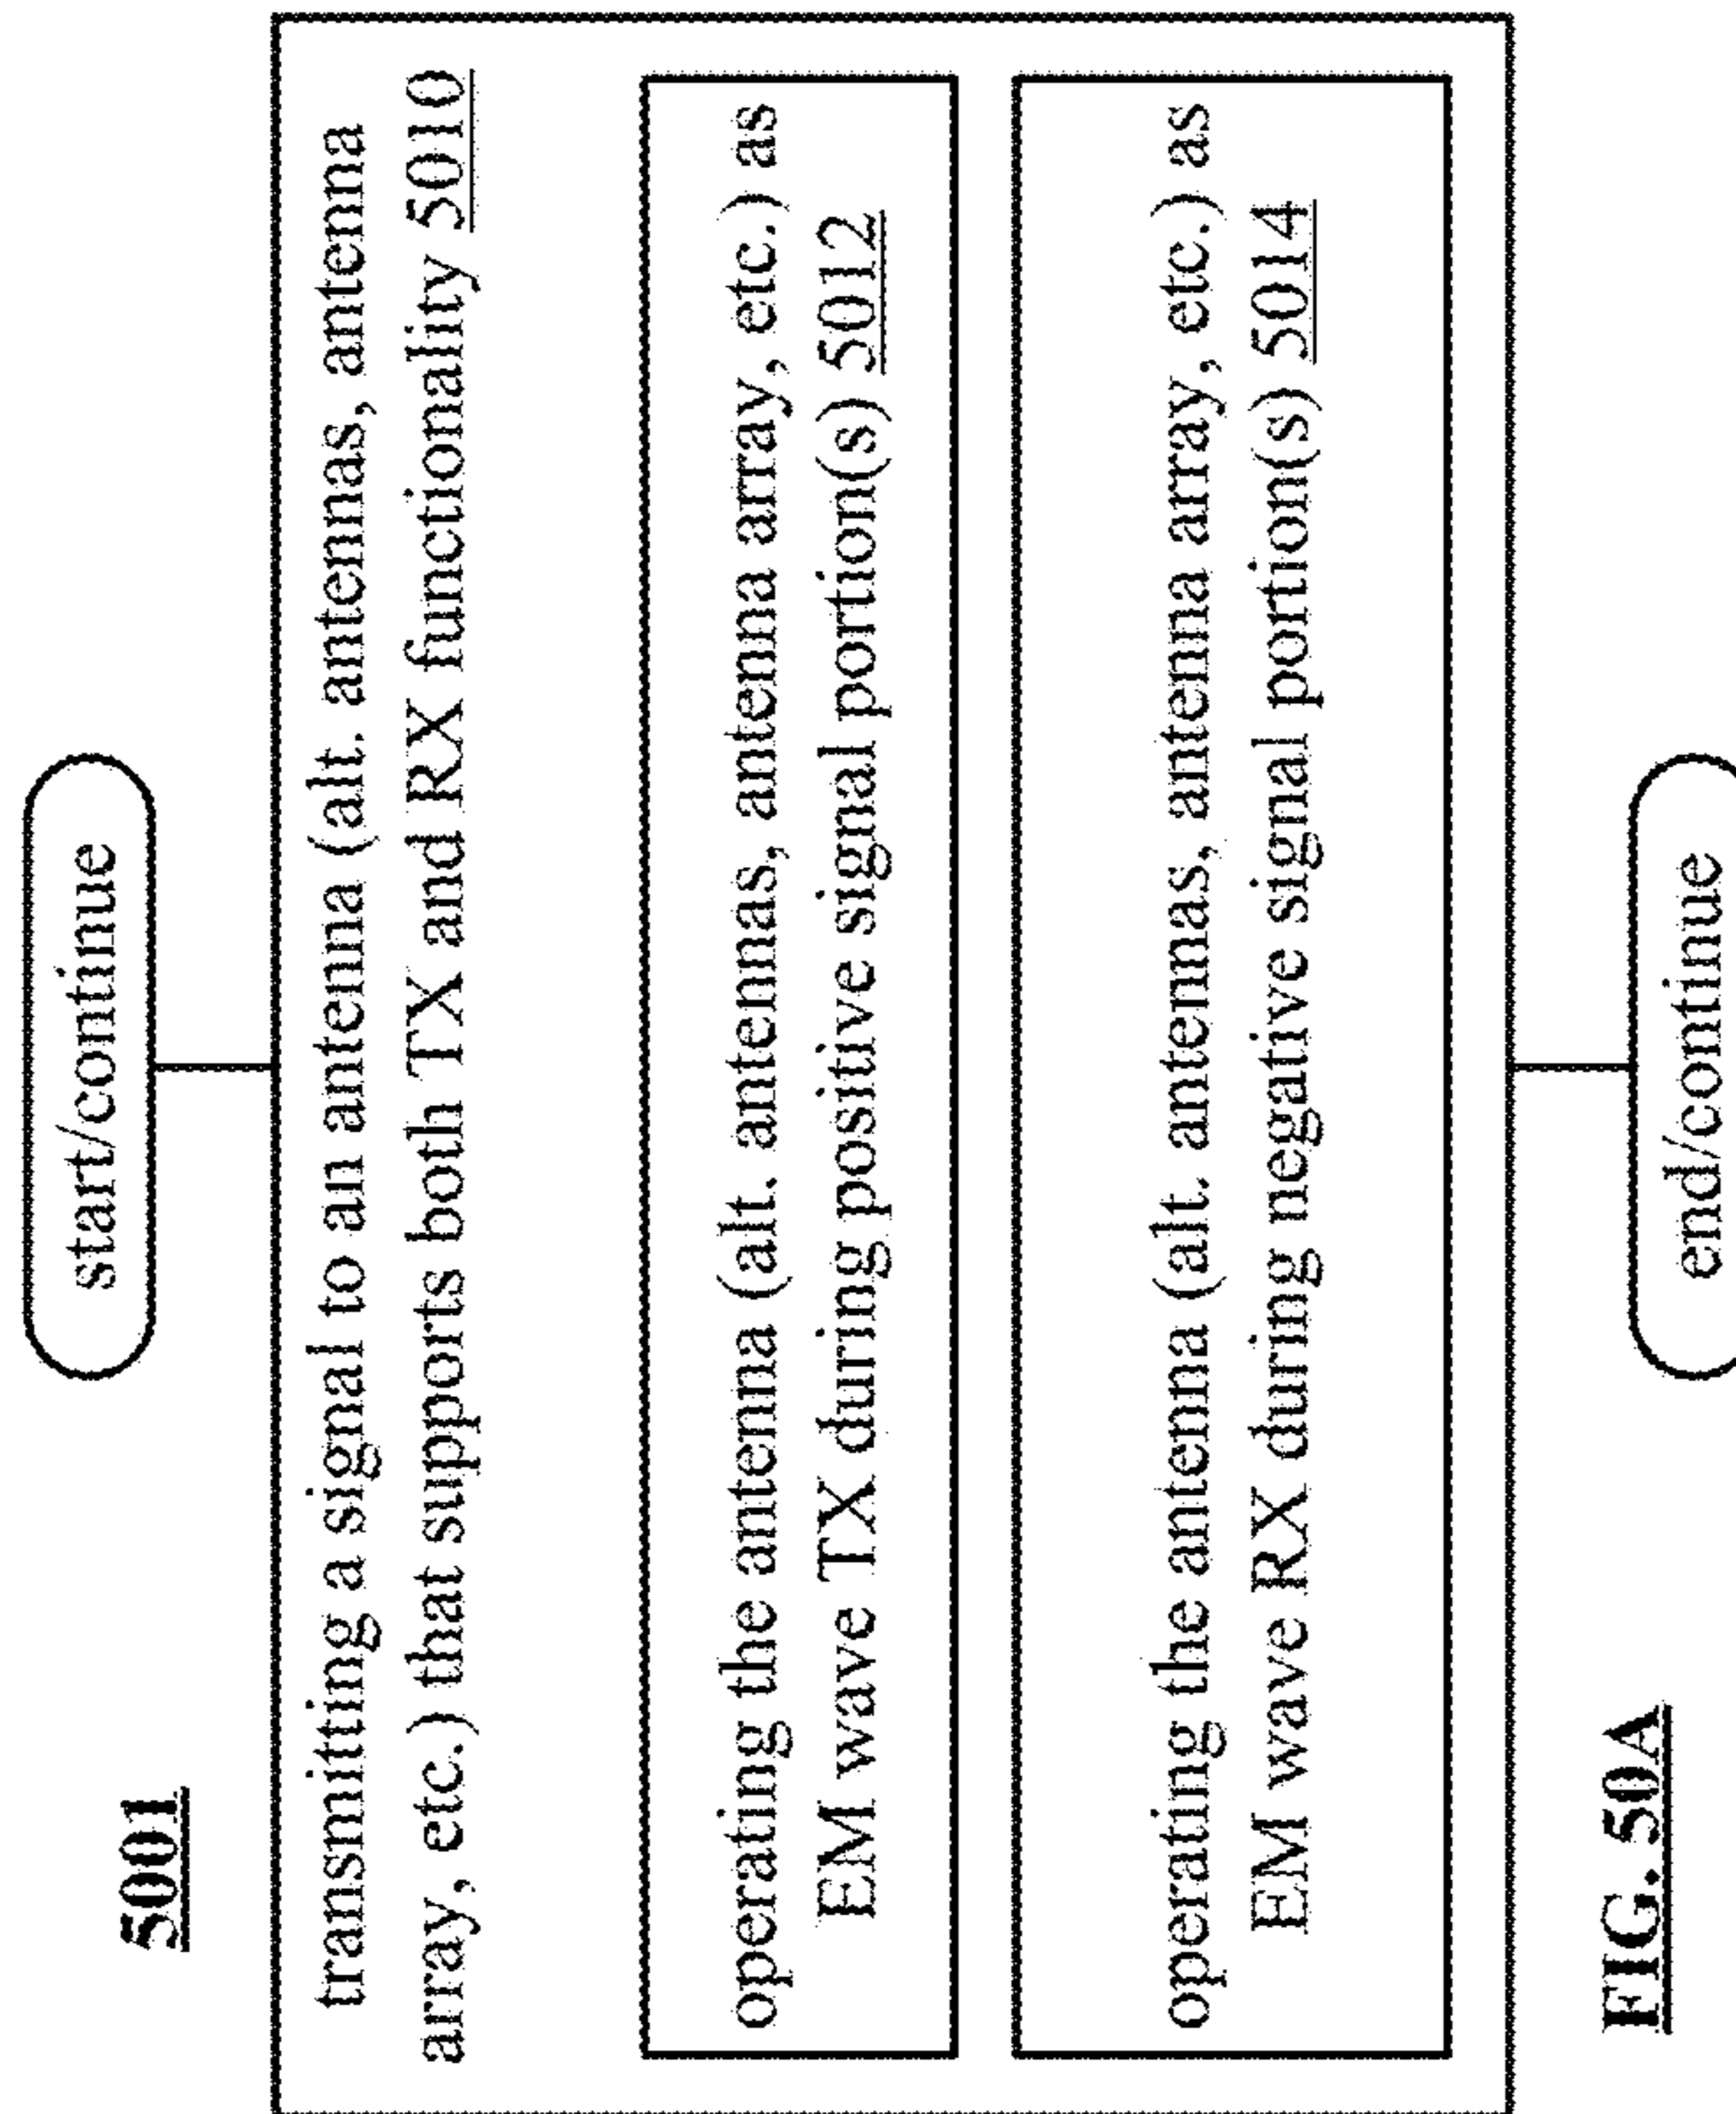 5001
start/continue
transmitting a signal to an antenna (alt. antennas, antenna
array, etc.) that supports both TX and RX functionality 5010
operating the antenna (alt. antennas, antenna array, etc.) as
EM wave TX during positive signal portion(s) 5012
operating the antenna (alt. antennas, antenna array, etc.) as
EM wave RX during negative signal portion(s) 5014
end/continue
FIG. 50A